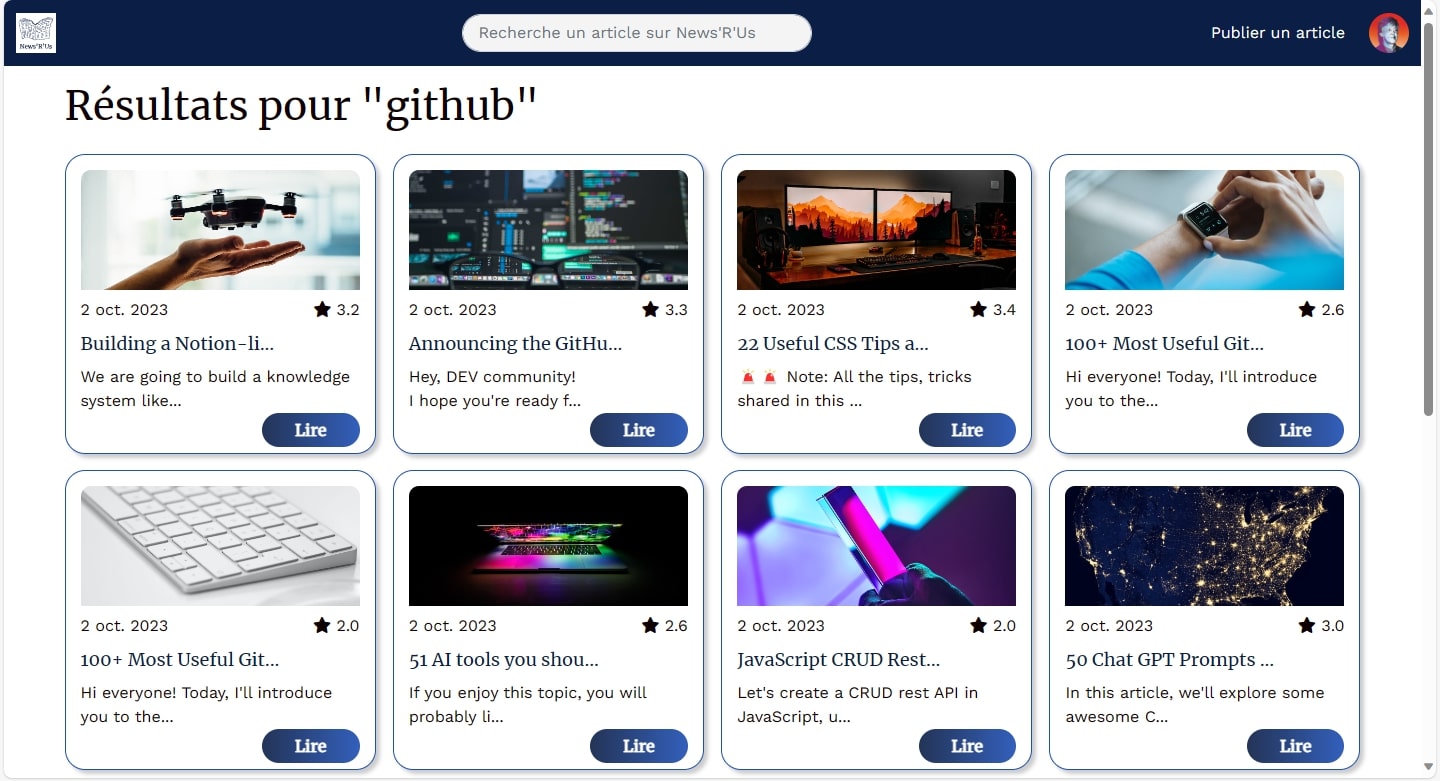 News'R'Us
Recherche un article sur News'R'Us
Publier un article
Résultats pour "github"
2 oct. 2023 3.2
Building a Notion-li...
We are going to build a knowledge
system like...
Lire
2 oct. 2023 3.3
Announcing the GitHu...
Hey, DEV community!
I hope you're ready f...
Lire
2 oct. 2023 3.4
22 Useful CSS Tips a...
🚨 🚨 Note: All the tips, tricks
shared in this ...
Lire
2 oct. 2023 2.6
100+ Most Useful Git...
Hi everyone! Today, I'll introduce
you to the...
Lire
2 oct. 2023 2.0
100+ Most Useful Git...
Hi everyone! Today, I'll introduce
you to the...
Lire
2 oct. 2023 2.6
51 AI tools you shou...
If you enjoy this topic, you will
probably li...
Lire
2 oct. 2023 2.0
JavaScript CRUD Rest...
Let's create a CRUD rest API in
JavaScript, u...
Lire
2 oct. 2023 3.0
50 Chat GPT Prompts ...
In this article, we'll explore some
awesome C...
Lire